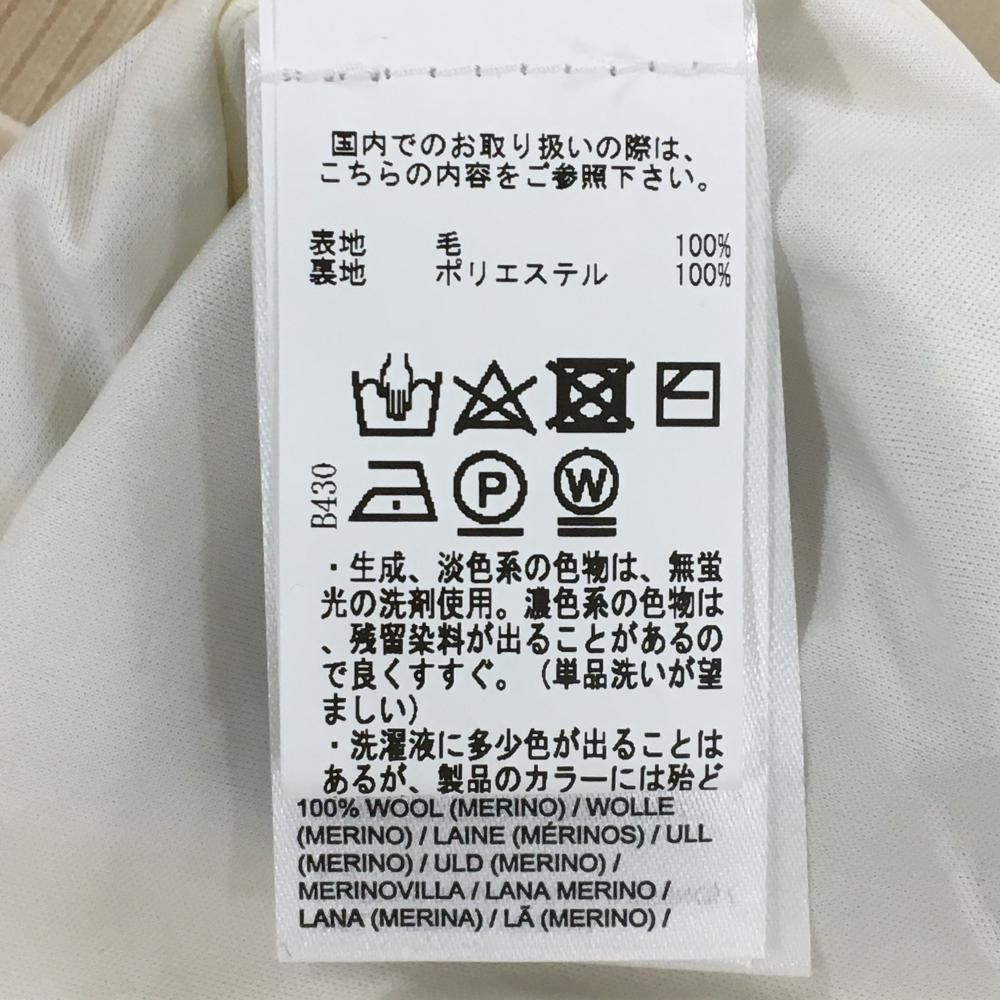 国内でのお取り扱いの際は、
こちらの内容をご参照下さい。
表地 毛 100%
裏地 ポリエステル 100%
B430
P W
・生成、淡色系の色物は、無蛍
光の洗剤使用。濃色系の色物は
、残留染料が出ることがあるの
で良くすすぐ。（単品洗いが望
ましい）
・洗濯液に多少色が出ることは
あるが、製品のカラーには殆ど
100% WOOL (MERINO) / WOLLE
(MERINO) / LAINE (MÉRINOS) / ULL
(MERINO) / ULD (MERINO) /
MERINOVILLA / LANA MERINO /
LANA (MERINA) / LÃ (MERINO) /